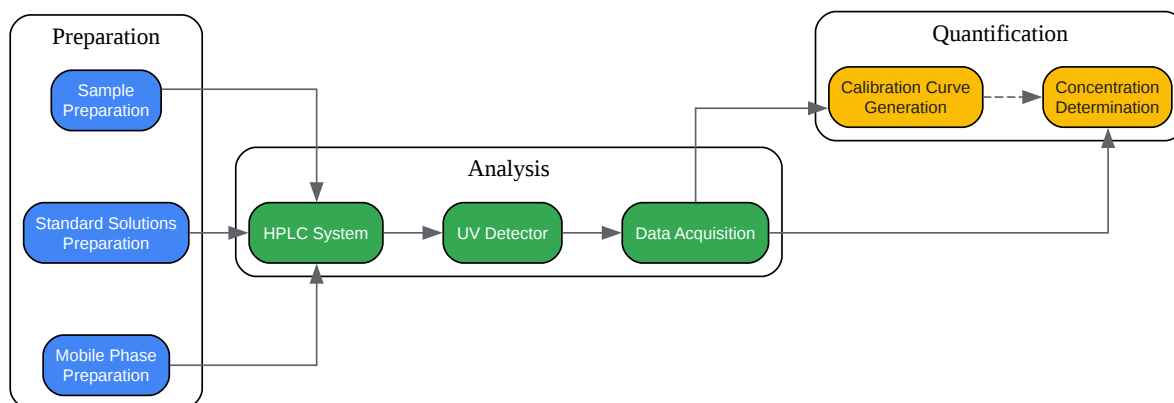 Preparation
Sample
Preparation
Standard Solutions
Preparation
Mobile Phase
Preparation
Analysis
HPLC System
UV Detector
Data Acquisition
Quantification
Calibration Curve
Generation
Concentration
Determination